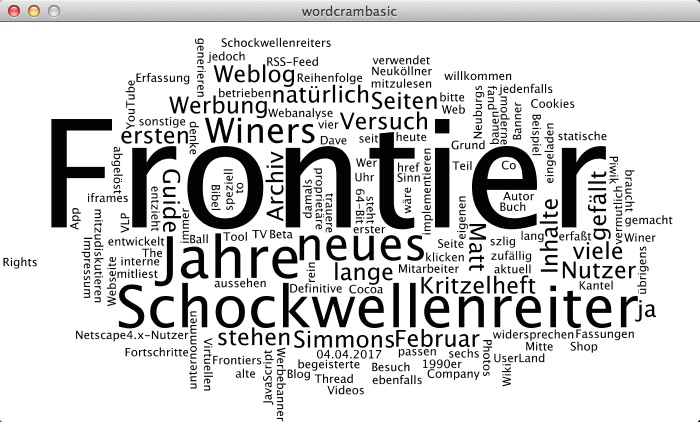 wordcrambasic
Schockwellenreiters
generieren
jedoch
RSS-Feed
verwendet
Neuköllner
YouTube
Erfassung
Weblog
Reihenfolge
mitzulesen
willkommen
betrieben
natürlich
Seiten
bitte
Web
Neuburgs
fand
bauen
moderne
jedenfalls
Banner
Cookies
Beispiel
Werbung
Webanalyse
sonstige
denke
ersten
Winers
vier
Versuch
Dave
seit
heute
Grund
eingeladen
statische
Frontier
abgelöst
Archiv
Wer
href
Sinn
implementieren
Teil
Co
Piwik
iframes
Guide
entzieht
Bibel
speziell
to
damals
proprietäre
trauere
Uhr
64-Bit
steht
wäre
eigenen
Autor
Buch
gefällt
vermutlich
braucht
gemacht
App
mitzudiskutieren
VLP
immer
Ball
Tool
TV
Beta
erster
neues
Seite
Matt
szlig
lang
erfaßt
Inhalte
Winer
Rights
Impressum
Webseite
entwickelt
The
interne
mitliest
Jahre
rein
lange
klicken
Mitarbeiter
zufällig
aktuell
viele
Nutzer
übrigens
aussehen
Definitive
Cocoa
Kritzelheft
Kantel
Schockwellenreiter
ja
Netscape4.x-Nutzer
unternommen
stehen
Simmons
Februar
widersprechen
Fassungen
Fortschritte
Virtuellen
Frontiers
JavaScript
Werbebanner
04.04.2017
passen
sechs
Photos
Mitte
Shop
UserLand
alte
Blog
begeisterte
Thread
Videos
Besuch
ebenfalls
1990er
Company
Wiki